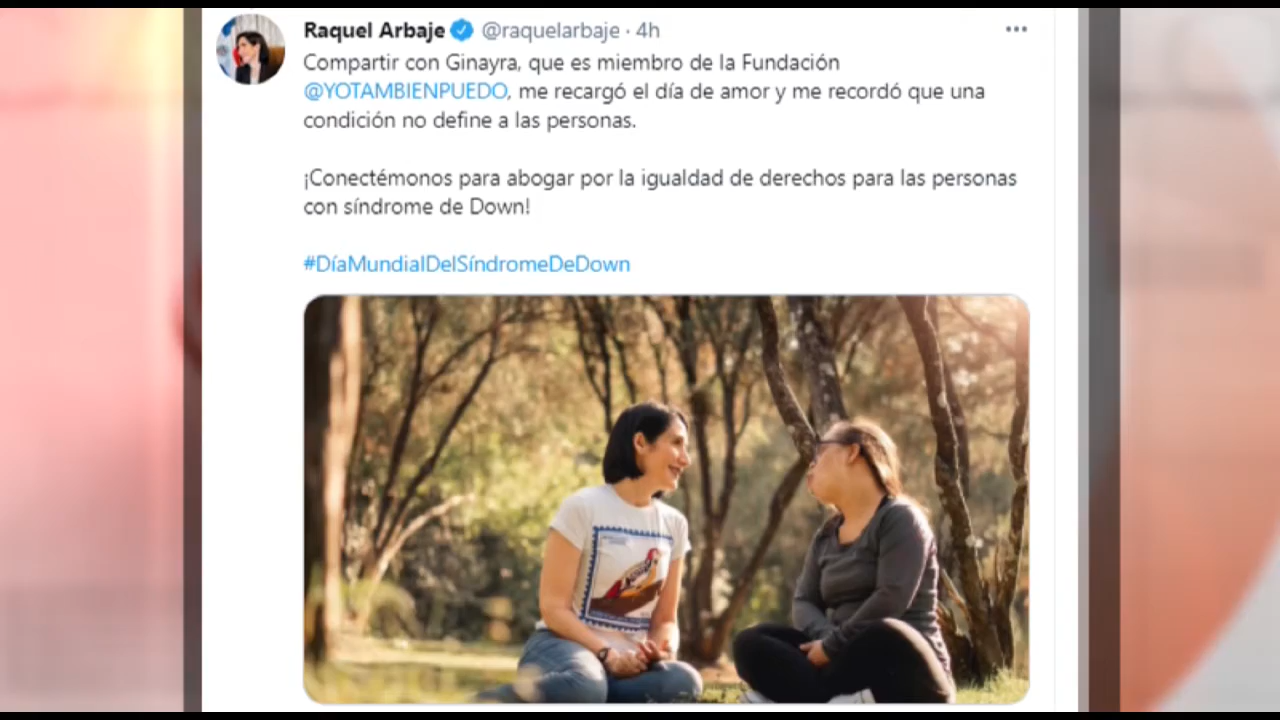 Raquel Arbaje @raquelarbaje · 4h
Compartir con Ginayra, que es miembro de la Fundación
@YOTAMBIENPUEDO, me recargó el día de amor y me recordó que una
condición no define a las personas.
¡Conectémonos para abogar por la igualdad de derechos para las personas
con síndrome de Down!
#DíaMundialDelSíndromeDeDown